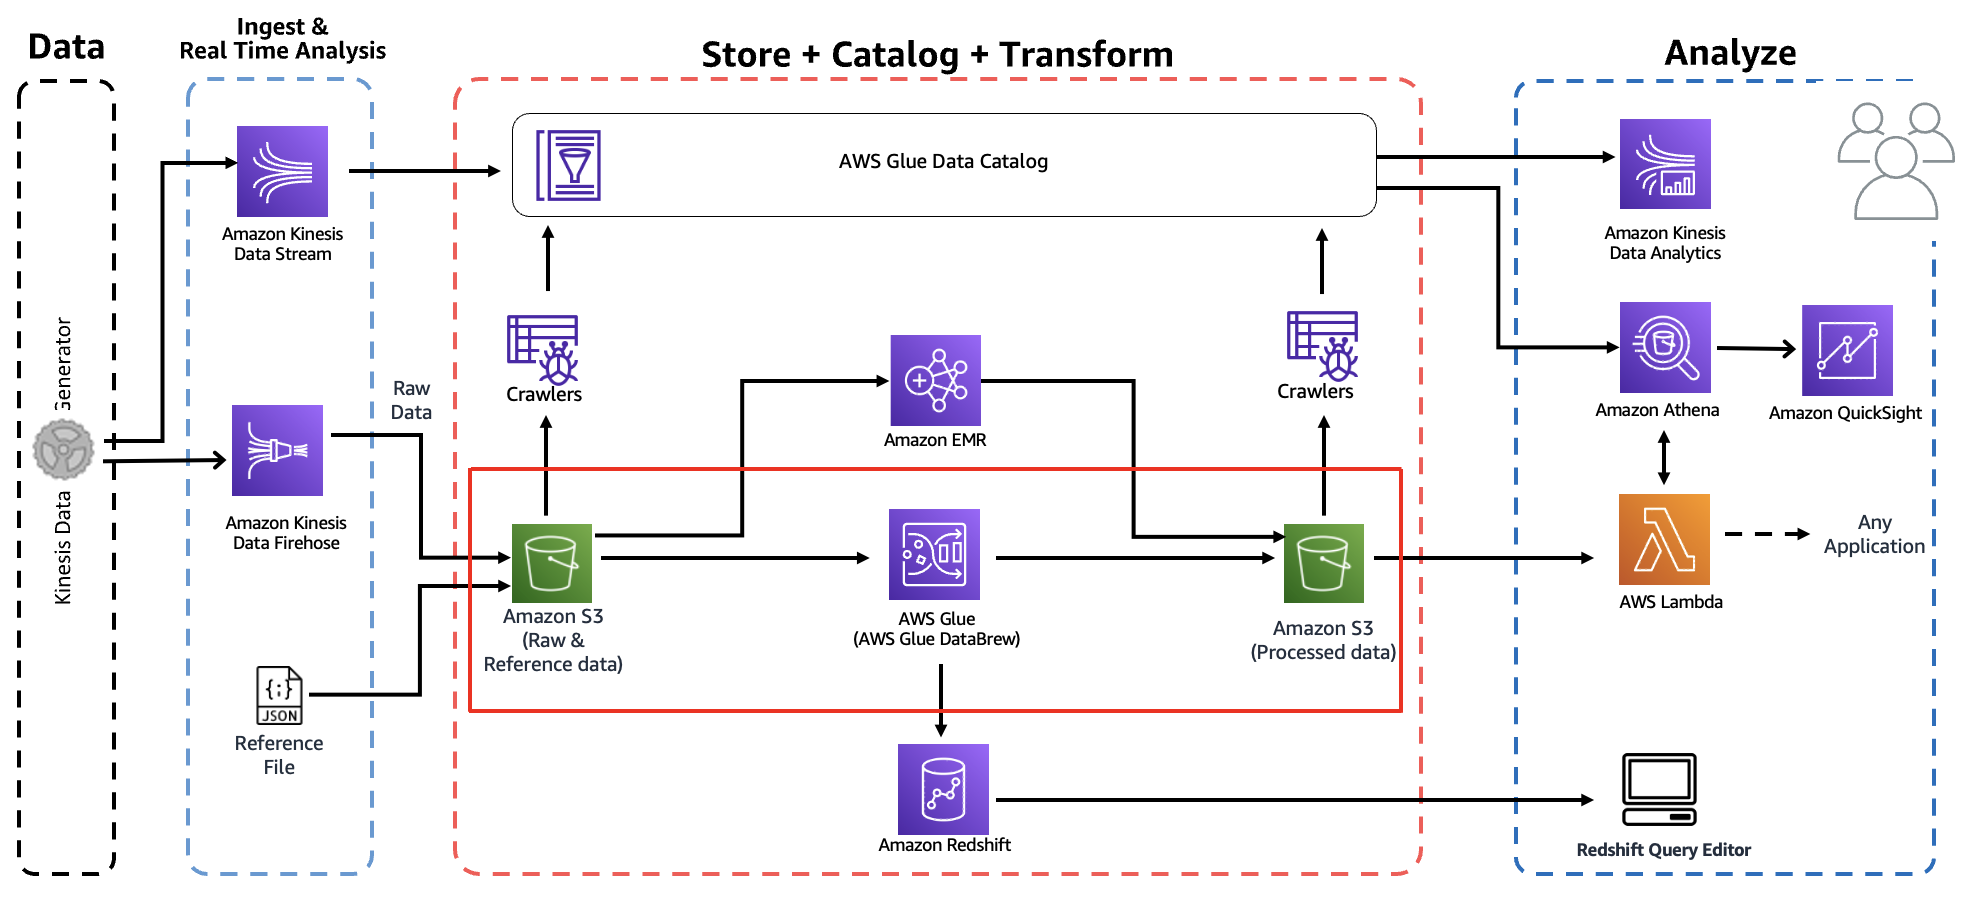 Data
Ingest &
Real Time Analysis
Store + Catalog + Transform
Analyze
Kinesis Data
Amazon Kinesis
Data Stream
Amazon Kinesis
Data Firehose
Raw
Data
{;}
JSON
Reference
File
AWS Glue Data Catalog
Crawlers
Crawlers
Amazon EMR
Amazon S3
(Raw &
Reference data)
AWS Glue
(AWS Glue DataBrew)
Amazon S3
(Processed data)
Amazon Redshift
Amazon Kinesis
Data Analytics
Amazon Athena
Amazon QuickSight
AWS Lambda
Any
Application
Redshift Query Editor